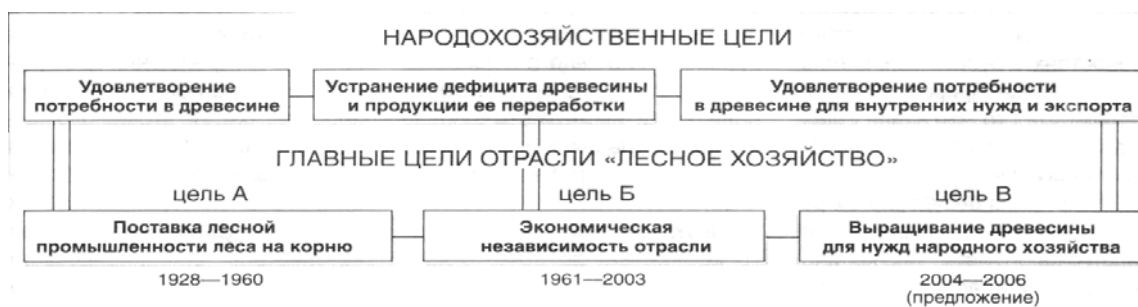 НАРОДОХОЗЯЙСТВЕННЫЕ ЦЕЛИ
Удовлетворение
потребности в древесине
Устранение дефицита древесины
и продукции ее переработки
Удовлетворение потребности
в древесине для внутренних нужд и экспорта
ГЛАВНЫЕ ЦЕЛИ ОТРАСЛИ «ЛЕСНОЕ ХОЗЯЙСТВО»
цель А
цель Б
цель В
Поставка лесной
промышленности леса на корню
Экономическая
независимость отрасли
Выращивание древесины
для нужд народного хозяйства
1928—1960
1961—2003
2004—2006
(предложение)